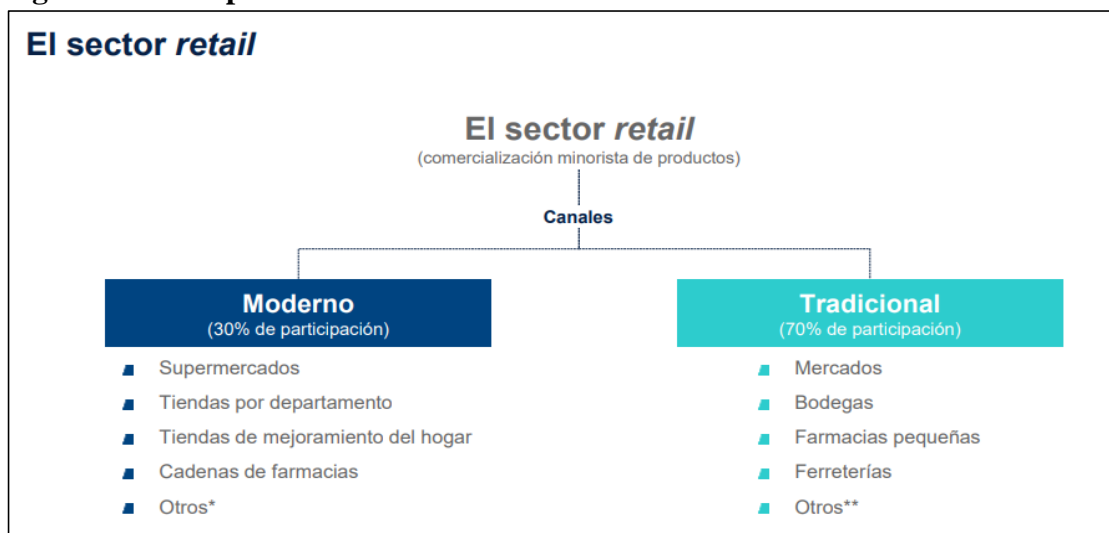 El sector retail
El sector retail
(comercialización minorista de productos)
Canales
Moderno
(30% de participación)
Supermercados
Tiendas por departamento
Tiendas de mejoramiento del hogar
Cadenas de farmacias
Otros*
Tradicional
(70% de participación)
Mercados
Bodegas
Farmacias pequeñas
Ferreterías
Otros**